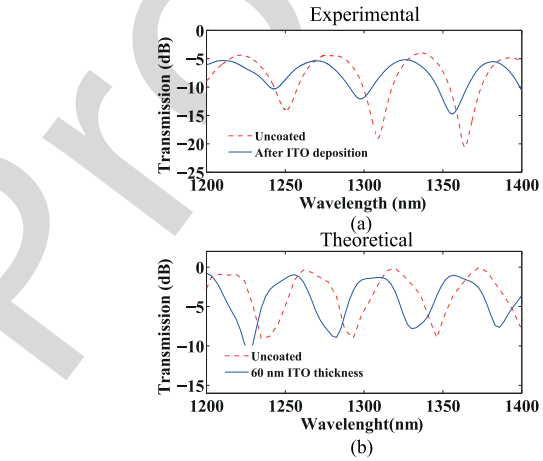 Pro
Experimental
0
−5
−10
−15
−20
−25
Transmission (dB)
Uncoated
After ITO deposition
1200 1250 1300 1350 1400
Wavelength (nm)
(a)
Theoretical
0
−5
−10
−15
Transmission (dB)
Uncoated
60 nm ITO thickness
1200 1250 1300 1350 1400
Wavelenght(nm)
(b)